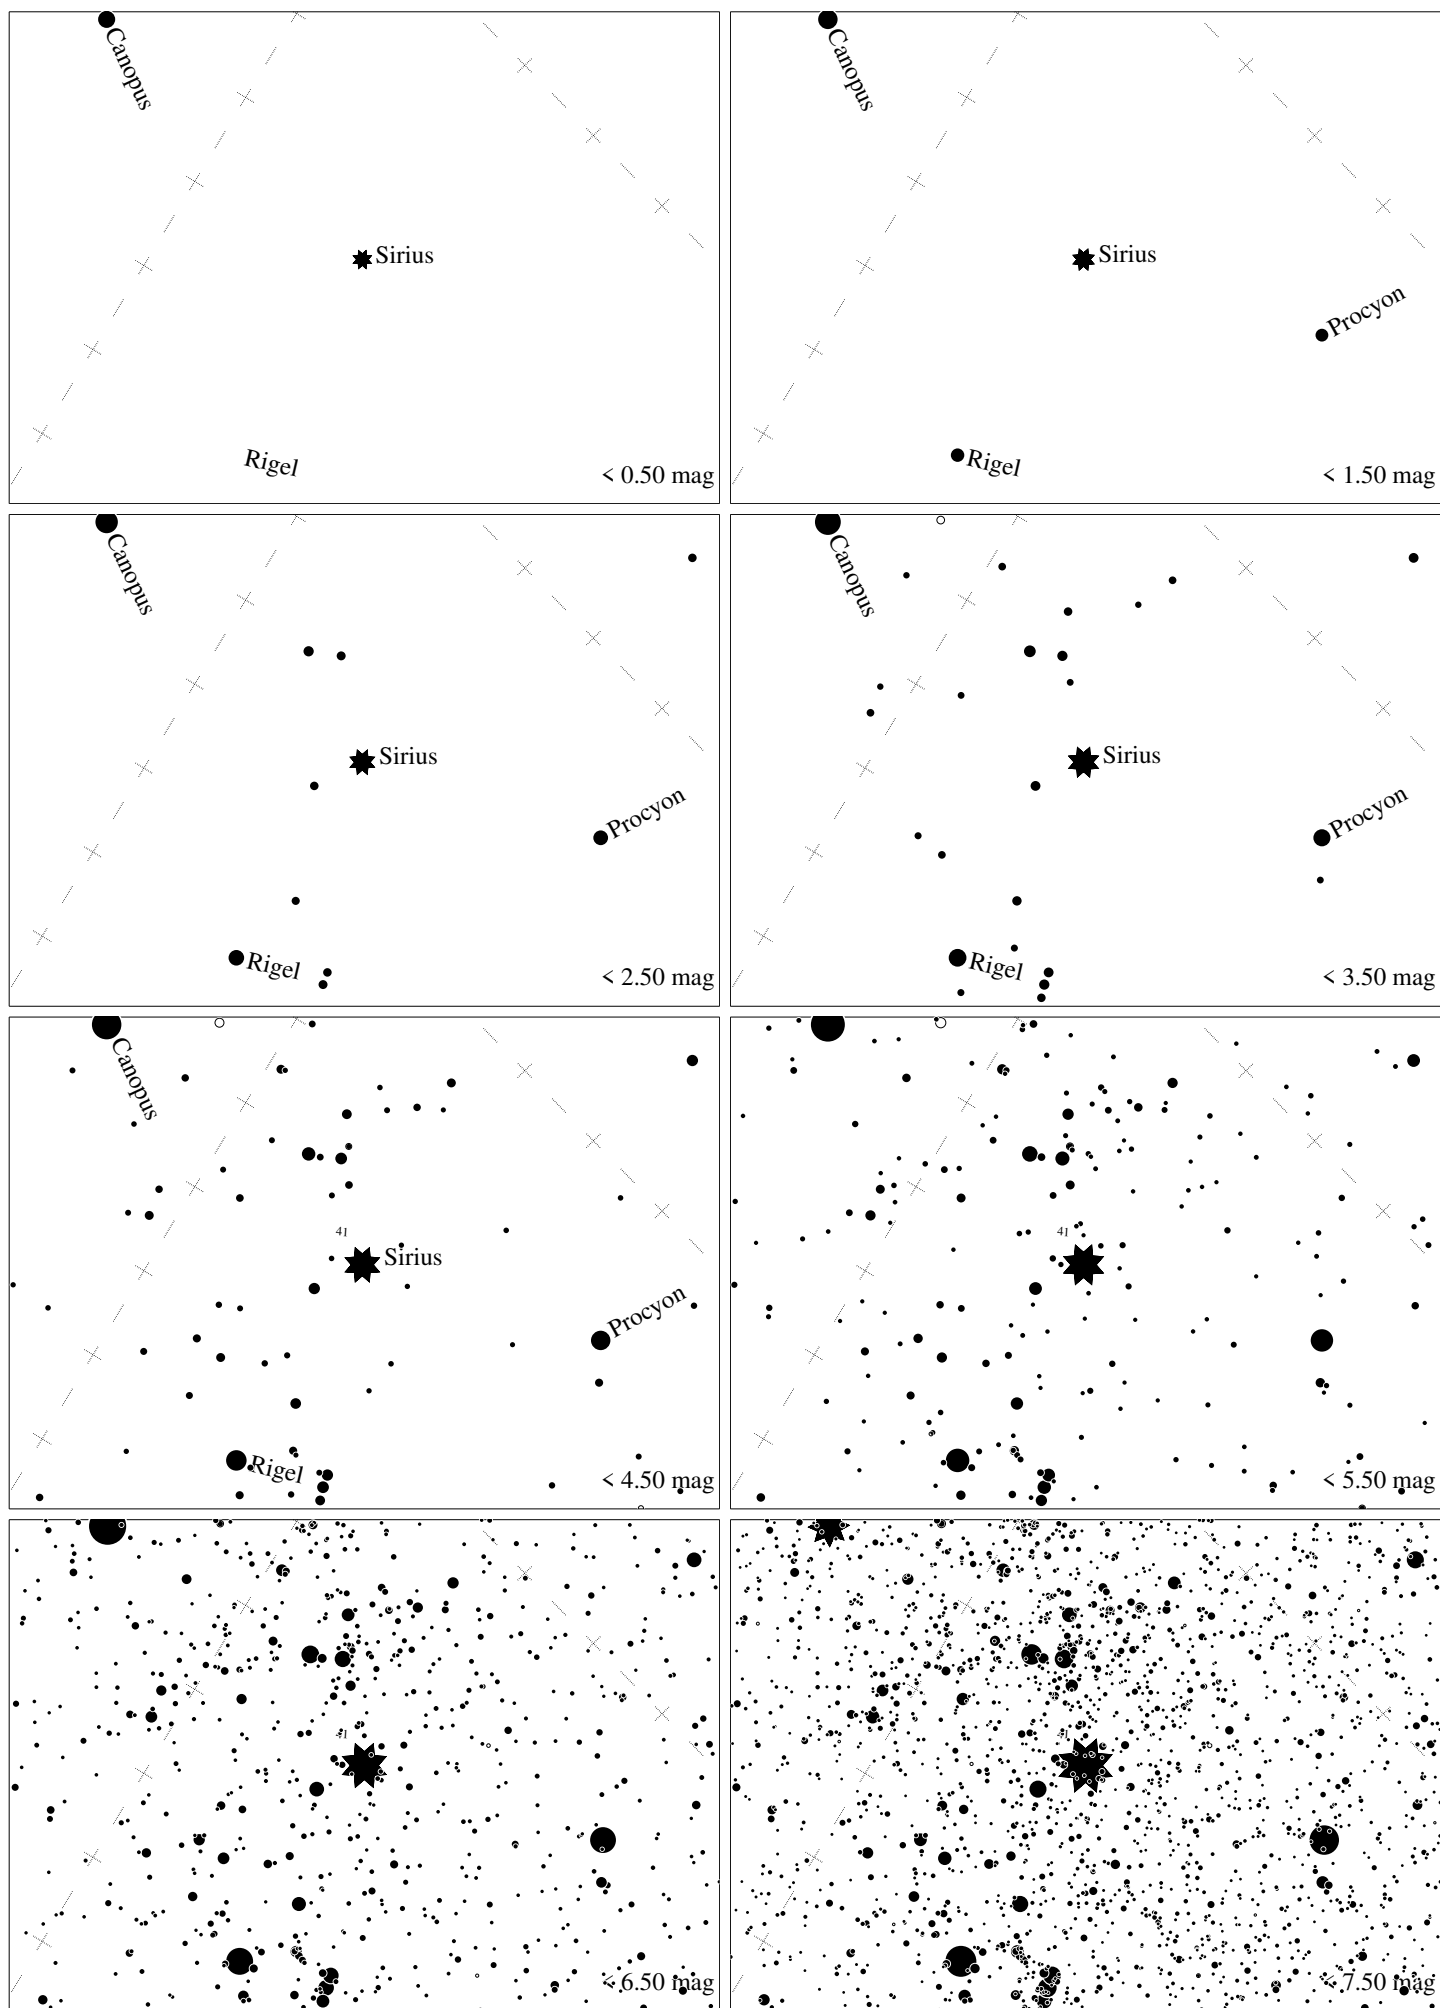 Canopus
Sirius
Rigel
< 0.50 mag
Canopus
Sirius
Procyon
Rigel
< 1.50 mag
Canopus
Sirius
Procyon
Rigel
< 2.50 mag
Canopus
Sirius
Procyon
Rigel
< 3.50 mag
Canopus
41
Sirius
Procyon
Rigel
< 4.50 mag
41
< 5.50 mag
41
< 6.50 mag
41
< 7.50 mag